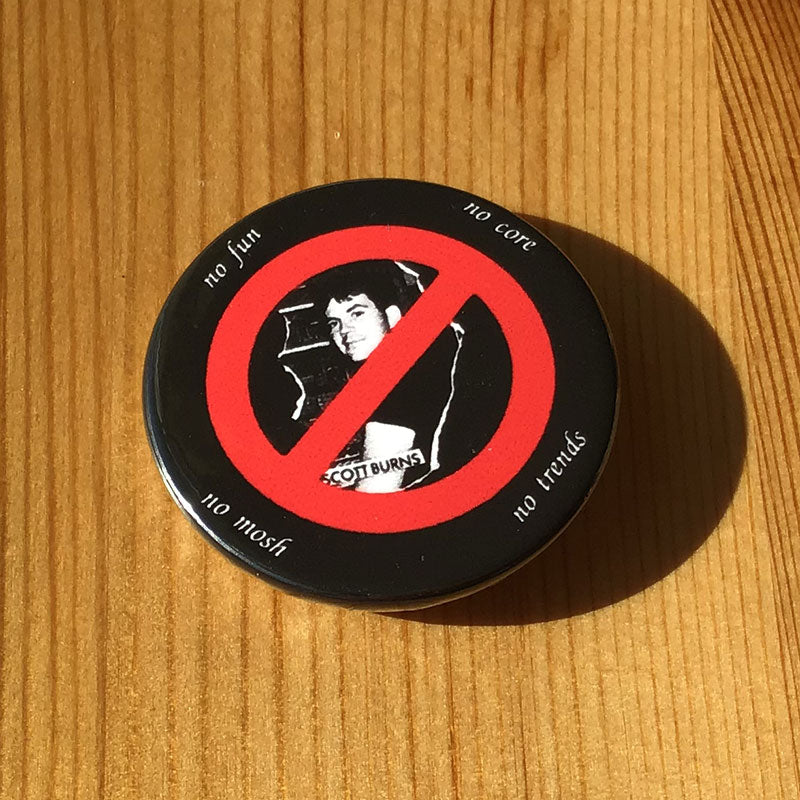 no fun
no core
SCOTT BURNS
no mosh
no trends